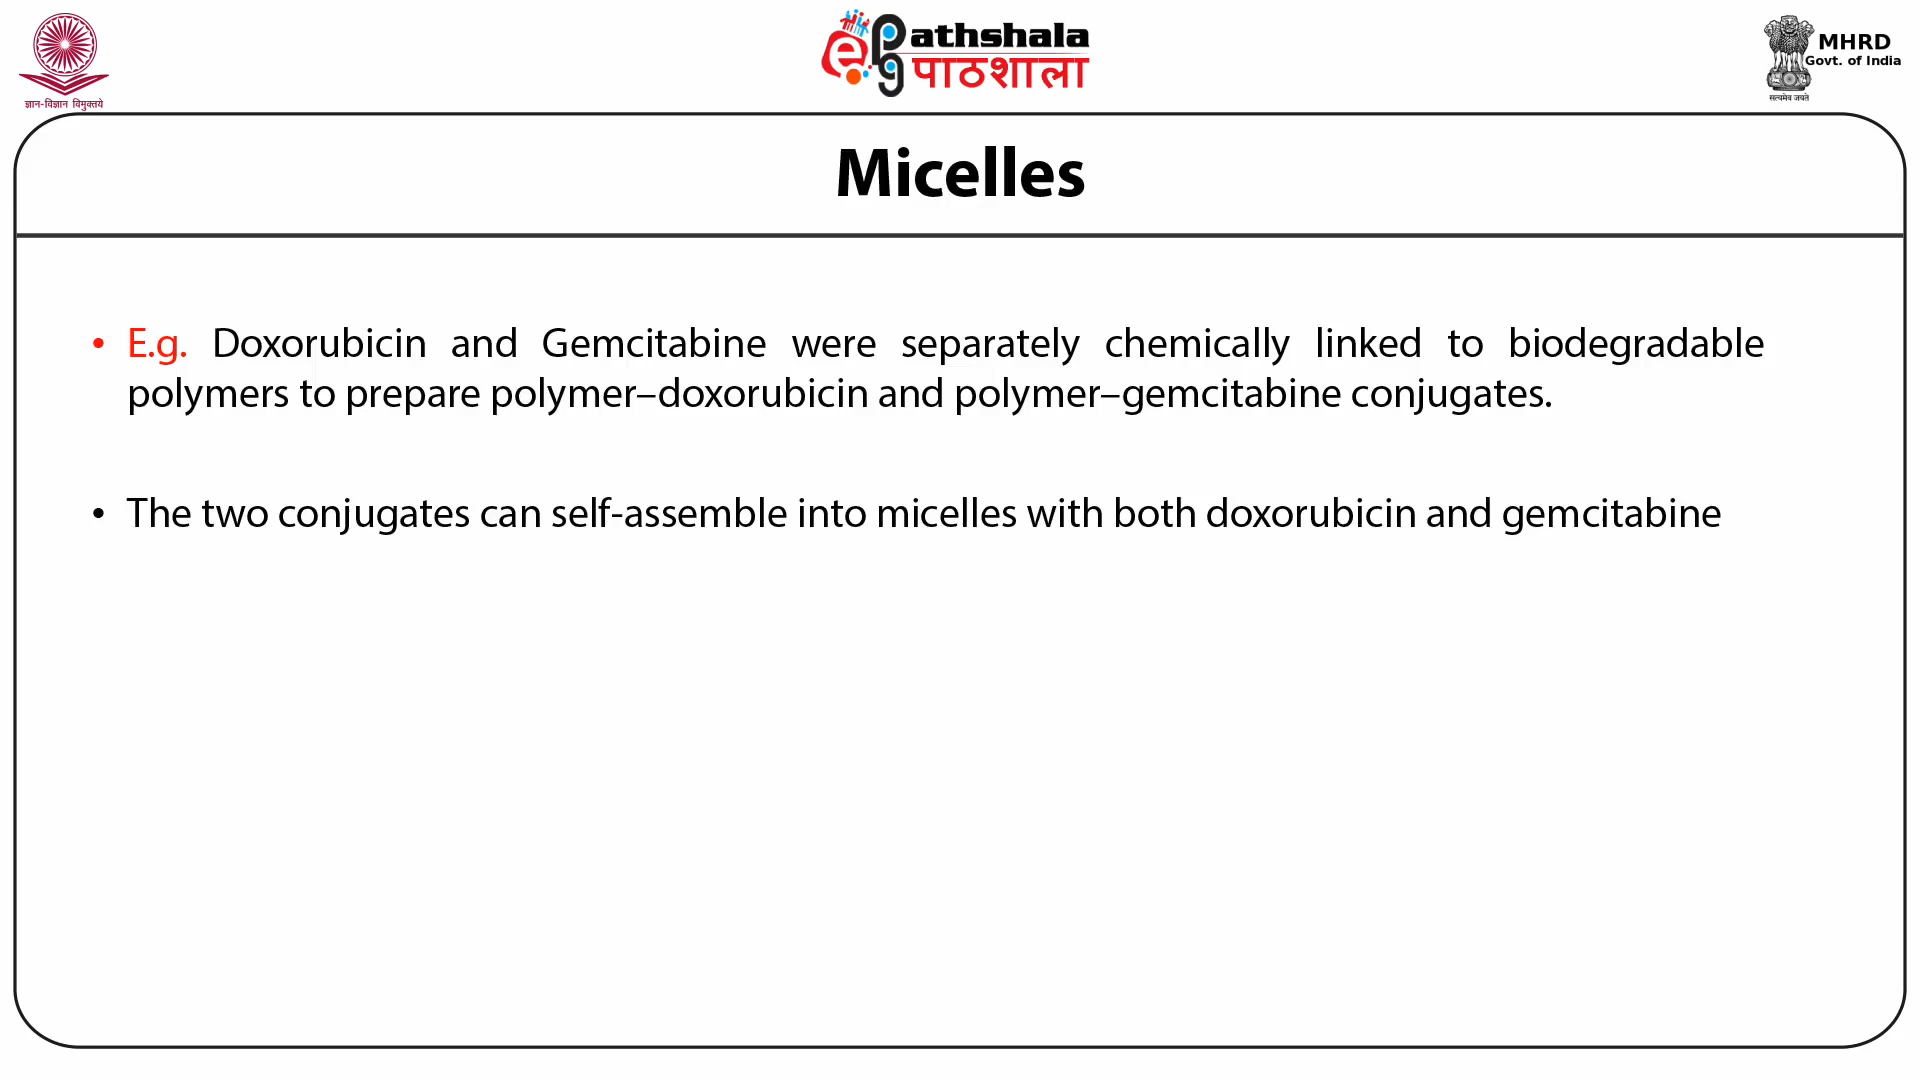 ज्ञान-विज्ञान विमुक्तये
e pg athshala
पाठशाला
MHRD
Govt. of India
सत्यमेव जयते
Micelles
• E.g. Doxorubicin and Gemcitabine were separately chemically linked to biodegradable
polymers to prepare polymer–doxorubicin and polymer–gemcitabine conjugates.
• The two conjugates can self-assemble into micelles with both doxorubicin and gemcitabine